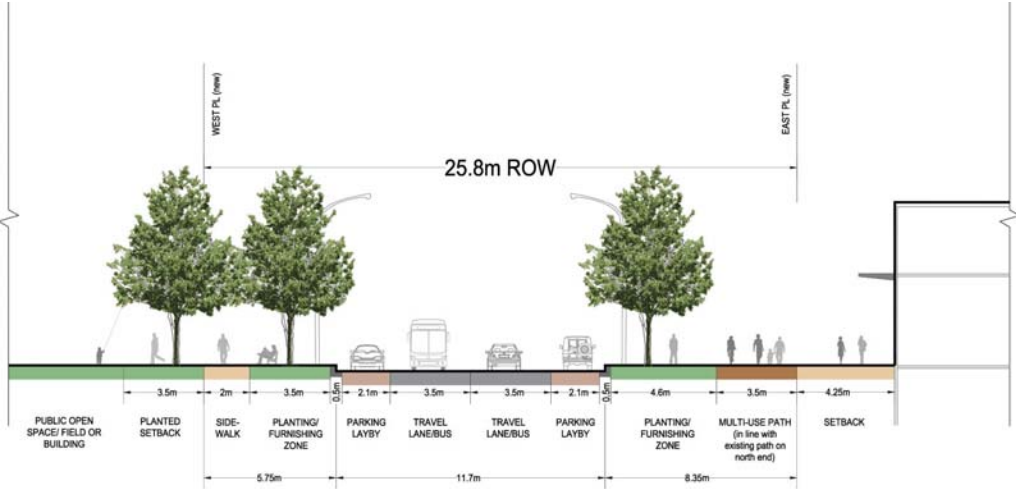 WEST PL (new)
EAST PL (new)
25.8m ROW
3.5m
2m
3.5m
0.5m
2.1m
3.5m
3.5m
2.1m
0.5m
4.6m
3.5m
4.25m
PUBLIC OPEN
SPACE/ FIELD OR
BUILDING
PLANTED
SETBACK
SIDE-
WALK
PLANTING/
FURNISHING
ZONE
PARKING
LAYBY
TRAVEL
LANE/BUS
TRAVEL
LANE/BUS
PARKING
LAYBY
PLANTING/
FURNISHING
ZONE
MULTI-USE PATH
(in line with
existing path on
north end)
SETBACK
5.75m
11.7m
8.35m